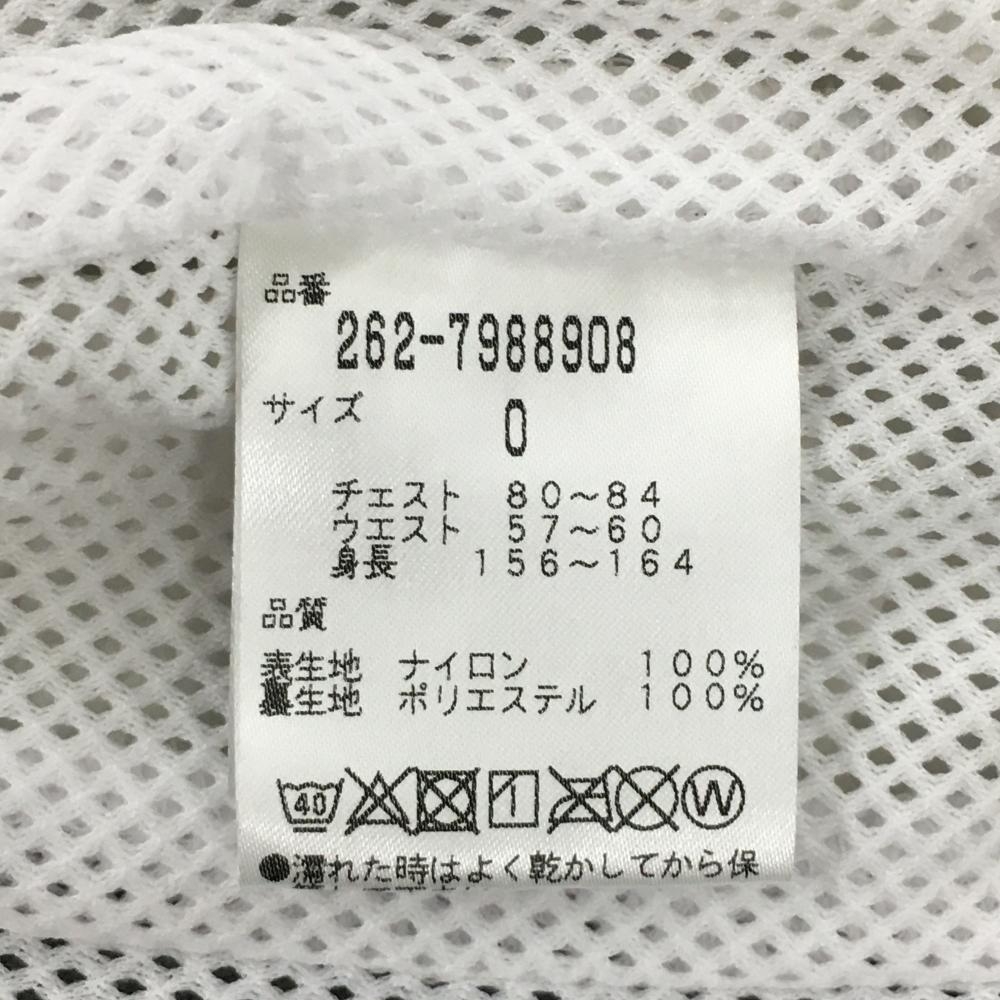 品番
262-7988908
サイズ
0
チェスト 80~84
ウエスト 57~60
身長 156~164
品質
表生地 ナイロン 100%
裏生地 ポリエステル 100%
40 W
●濡れた時はよく乾かしてから保